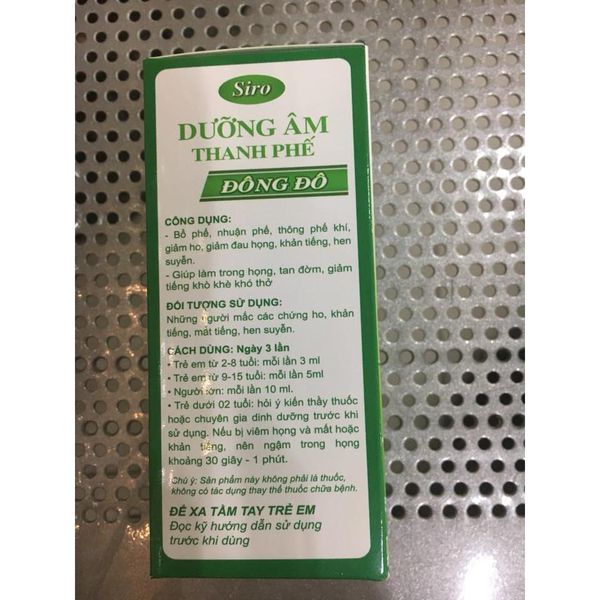 Siro
DƯỠNG ÂM
THANH PHẾ
ĐÔNG ĐÔ
CÔNG DỤNG:
- Bổ phế, nhuận phế, thông phế khí,
giảm ho, giảm đau họng, khản tiếng, hen
suyễn.
- Giúp làm trong họng, tan đờm, giảm
tiếng khò khè khó thở
ĐỐI TƯỢNG SỬ DỤNG:
Những người mắc các chứng ho, khản
tiếng, mất tiếng, hen suyễn.
CÁCH DÙNG: Ngày 3 lần
• Trẻ em từ 2-8 tuổi: mỗi lần 3 ml
• Trẻ em từ 9-15 tuổi: mỗi lần 5ml
• Người lớn: mỗi lần 10 ml.
• Trẻ dưới 02 tuổi: hỏi ý kiến thầy thuốc
hoặc chuyên gia dinh dưỡng trước khi
sử dụng. Nếu bị viêm họng và mất hoặc
khản tiếng, nên ngậm trong họng
khoảng 30 giây - 1 phút.
Chú ý: Sản phẩm này không phải là thuốc,
không có tác dụng thay thế thuốc chữa bệnh.
ĐỂ XA TẦM TAY TRẺ EM
Đọc kỹ hướng dẫn sử dụng
trước khi dùng